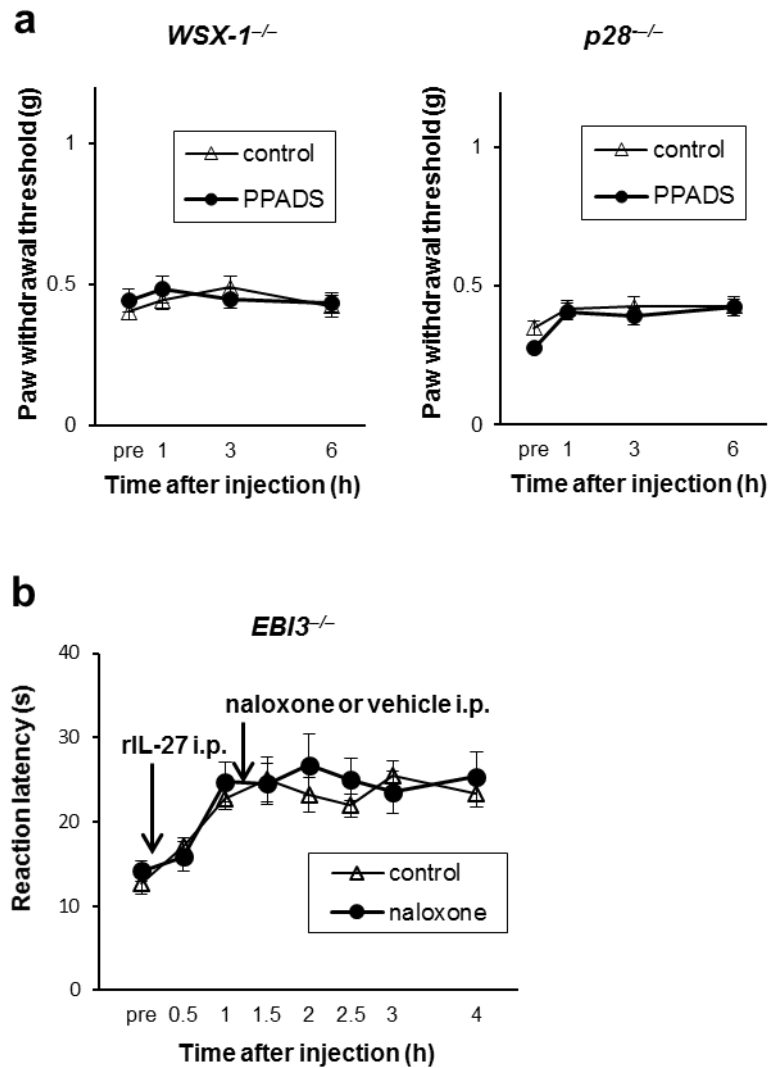 a
WSX-1–/–
p28-–/–
Paw withdrawal threshold (g)
1
0.5
0
control
PPADS
pre 1 3 6
Time after injection (h)
Paw withdrawal threshold (g)
1
0.5
0
control
PPADS
pre 1 3 6
Time after injection (h)
b
EBI3–/–
Reaction latency (s)
40
30
20
10
0
naloxone or vehicle i.p.
rIL-27 i.p.
control
naloxone
pre 0.5 1 1.5 2 2.5 3 4
Time after injection (h)